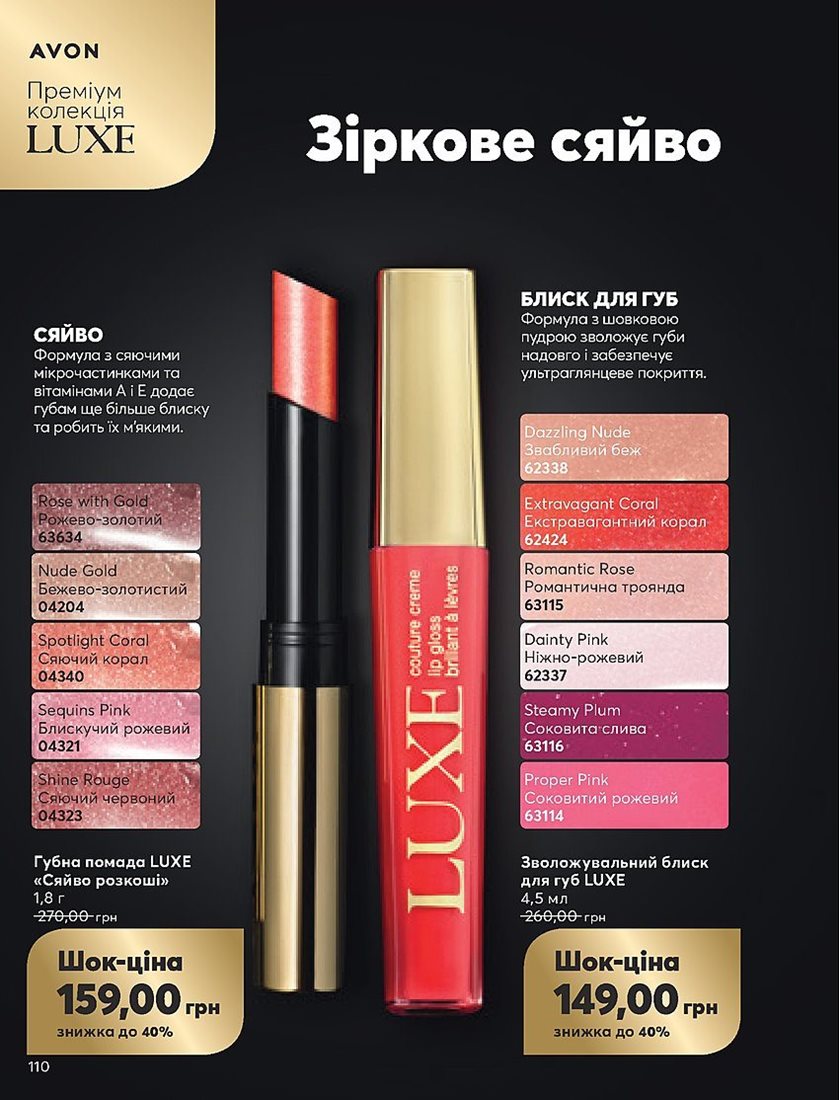 AVON
Преміум
колекція
LUXE
Зіркове сяйво
СЯЙВО
Формула з сяючими
мікрочастинками та
вітамінами А і Е додає
губам ще більше блиску
та робить їх м'якими.
Rose with Gold
Рожево-золотий
63634
Nude Gold
Бежево-золотистий
04204
Spotlight Coral
Сяючий корал
04340
Sequins Pink
Блискучий рожевий
04321
Shine Rouge
Сяючий червоний
04323
Губна помада LUXE
«Сяйво розкоші»
1,8 г
270,00 грн
Шок-ціна
159,00 грн
знижка до 40%
LUXE
couture creme
lip gloss
brillant à lèvres
БЛИСК ДЛЯ ГУБ
Формула з шовковою
пудрою зволожує губи
надовго і забезпечує
ультраглянцеве покриття.
Dazzling Nude
Звабливий беж
62338
Extravagant Coral
Екстравагантний корал
62424
Romantic Rose
Романтична троянда
63115
Dainty Pink
Ніжно-рожевий
62337
Steamy Plum
Соковита слива
63116
Proper Pink
Соковитий рожевий
63114
Зволожувальний блиск
для губ LUXE
4,5 мл
260,00 грн
Шок-ціна
149,00 грн
знижка до 40%
110